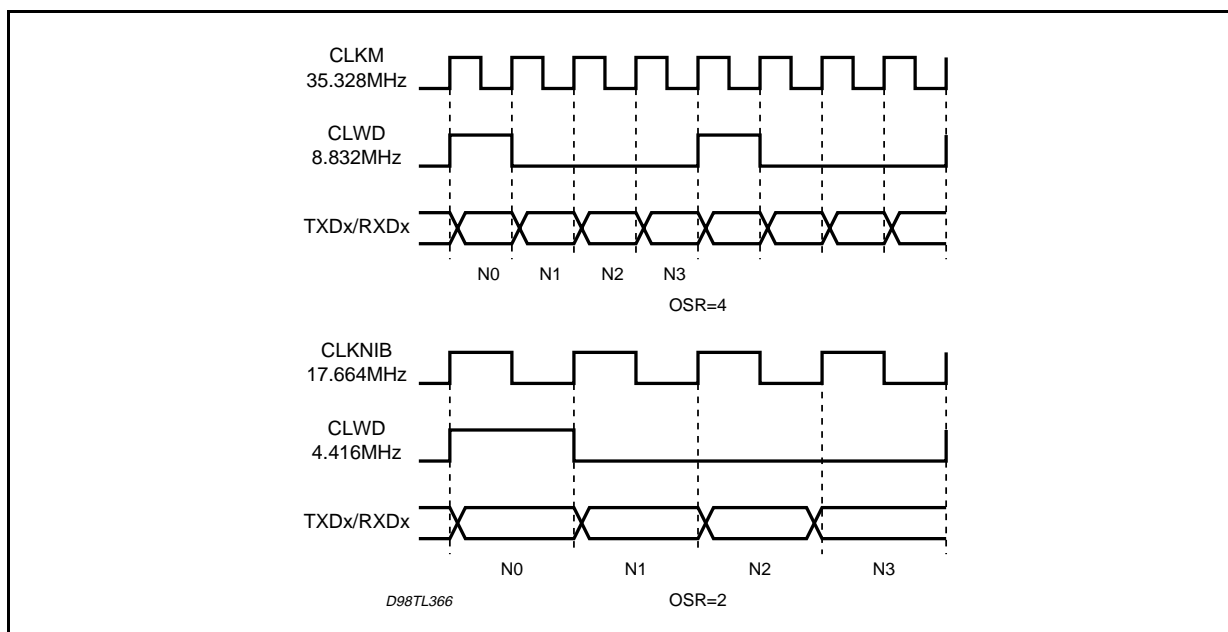 CLKM
35.328MHz
CLWD
8.832MHz
TXDx/RXDx
N0 N1 N2 N3
OSR=4
CLKNIB
17.664MHz
CLWD
4.416MHz
TXDx/RXDx
N0 N1 N2 N3
D98TL366 OSR=2